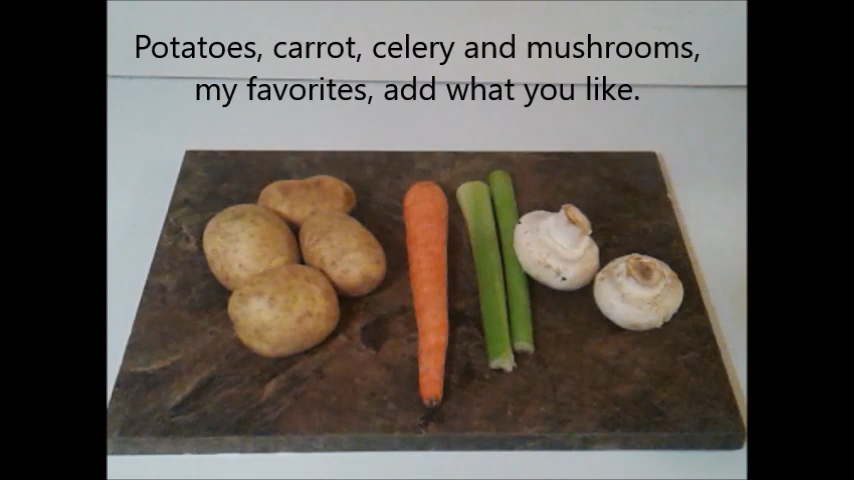 Potatoes, carrot, celery and mushrooms,
my favorites, add what you like.